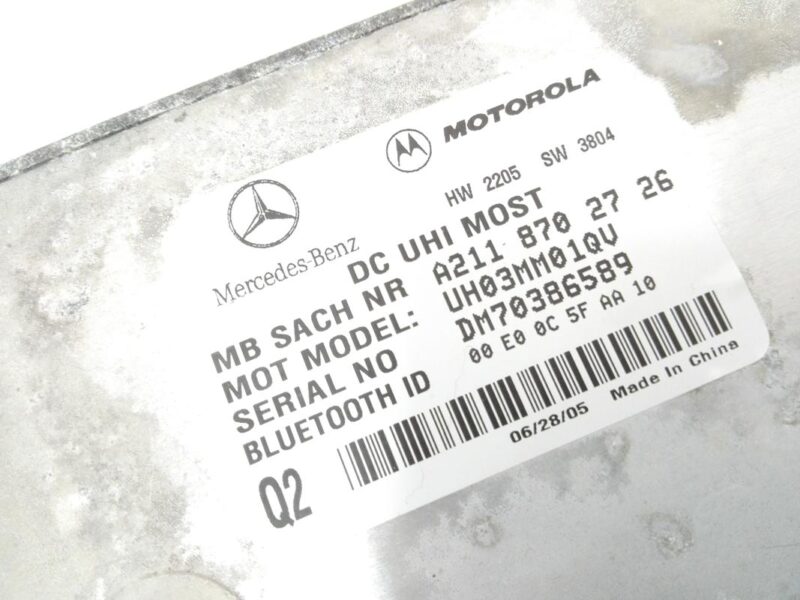 MOTOROLA
Mercedes-Benz
HW 2205 SW 3804
DC UHI MOST
MB SACH NR A211 870 27 26
MOT MODEL: UH03MM01QV
SERIAL NO DM70386589
BLUETOOTH ID 00 E0 0C 5F AA 10
Q2
06/28/05 Made In China